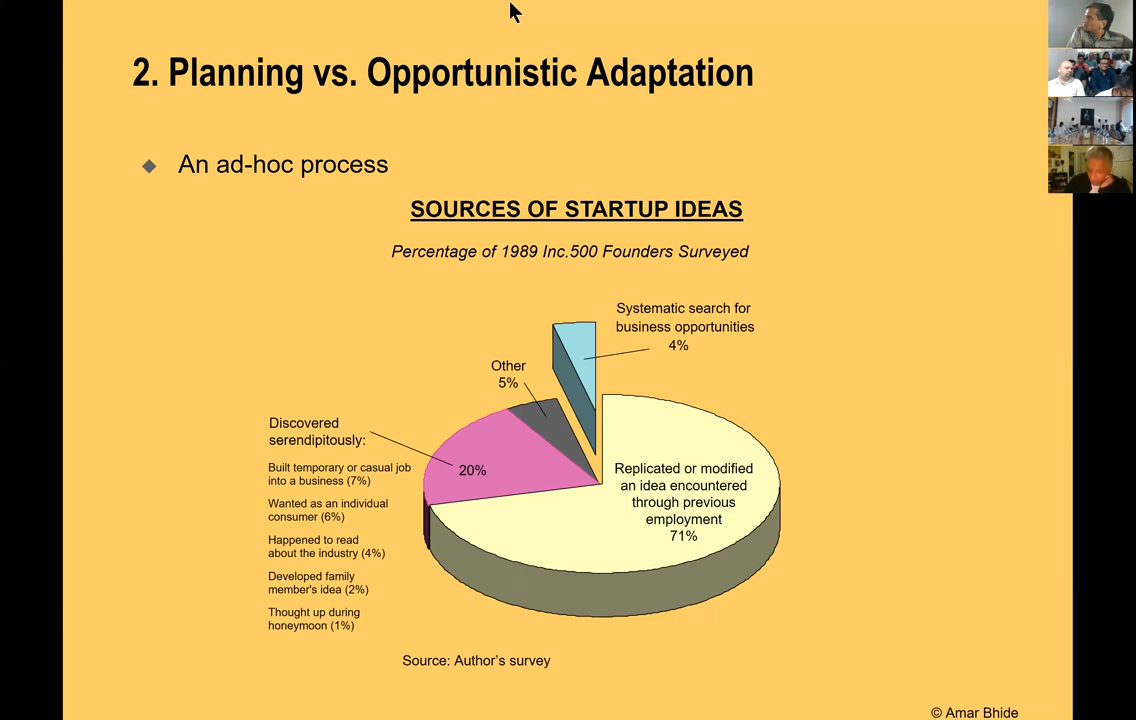 2. Planning vs. Opportunistic Adaptation
An ad-hoc process
SOURCES OF STARTUP IDEAS
Percentage of 1989 Inc.500 Founders Surveyed
Systematic search for
business opportunities
4%
Other
5%
Discovered
serendipitously:
20%
Built temporary or casual job
into a business (7%)
Wanted as an individual
consumer (6%)
Happened to read
about the industry (4%)
Developed family
member's idea (2%)
Thought up during
honeymoon (1%)
Replicated or modified
an idea encountered
through previous
employment
71%
Source: Author’s survey
© Amar Bhide